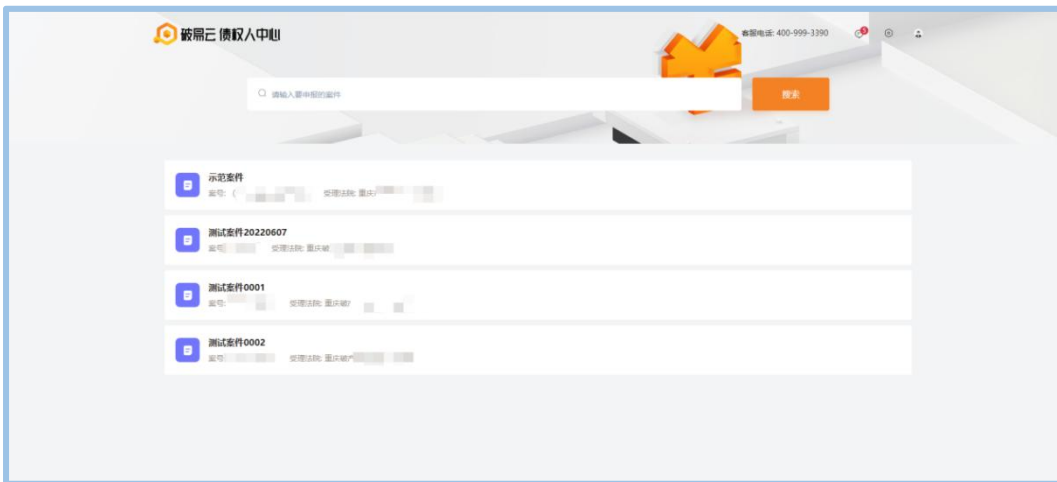 破易云 债权人中心
客服电话: 400-999-3390
3
请输入要申报的案件
搜索
示范案件
案号: ( 受理法院: 重庆
测试案件20220607
案号 受理法院: 重庆破
测试案件0001
案号: 受理法院: 重庆破
测试案件0002
案号 受理法院: 重庆破产